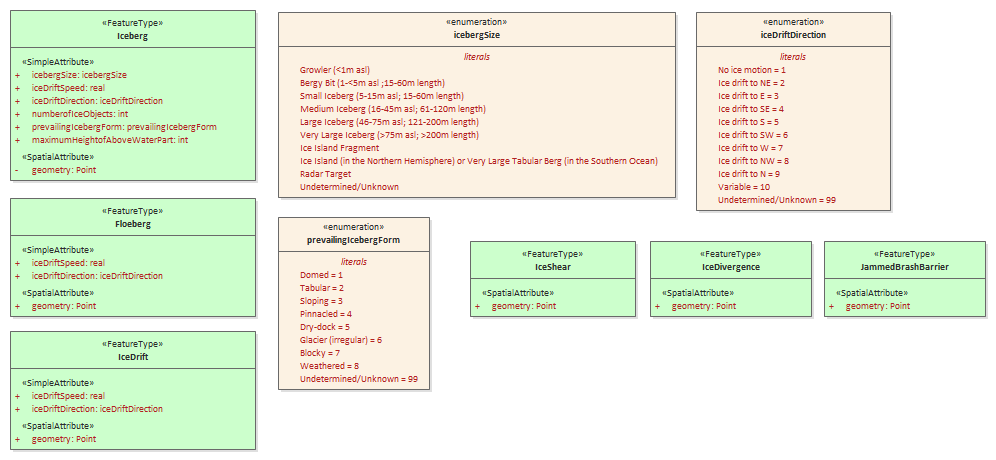 «FeatureType»
Iceberg
«SimpleAttribute»
+ icebergSize: icebergSize
+ iceDriftSpeed: real
+ iceDriftDirection: iceDriftDirection
+ numberofIceObjects: int
+ prevailingIcebergForm: prevailingIcebergForm
+ maximumHeightofAboveWaterPart: int
«SpatialAttribute»
- geometry: Point
«enumeration»
icebergSize
literals
Growler (<1m asl)
Bergy Bit (1-<5m asl ;15-60m length)
Small Iceberg (5-15m asl; 15-60m length)
Medium Iceberg (16-45m asl; 61-120m length)
Large Iceberg (46-75m asl; 121-200m length)
Very Large Iceberg (>75m asl; >200m length)
Ice Island Fragment
Ice Island (in the Northern Hemisphere) or Very Large Tabular Berg (in the Southern Ocean)
Radar Target
Undetermined/Unknown
«enumeration»
iceDriftDirection
literals
No ice motion = 1
Ice drift to NE = 2
Ice drift to E = 3
Ice drift to SE = 4
Ice drift to S = 5
Ice drift to SW = 6
Ice drift to W = 7
Ice drift to NW = 8
Ice drift to N = 9
Variable = 10
Undetermined/Unknown = 99
«FeatureType»
Floeberg
«SimpleAttribute»
+ iceDriftSpeed: real
+ iceDriftDirection: iceDriftDirection
«SpatialAttribute»
+ geometry: Point
«enumeration»
prevailingIcebergForm
literals
Domed = 1
Tabular = 2
Sloping = 3
Pinnacled = 4
Dry-dock = 5
Glacier (irregular) = 6
Blocky = 7
Weathered = 8
Undetermined/Unknown = 99
«FeatureType»
IceShear
«SpatialAttribute»
+ geometry: Point
«FeatureType»
IceDivergence
«SpatialAttribute»
+ geometry: Point
«FeatureType»
JammedBrashBarrier
«SpatialAttribute»
+ geometry: Point
«FeatureType»
IceDrift
«SimpleAttribute»
+ iceDriftSpeed: real
+ iceDriftDirection: iceDriftDirection
«SpatialAttribute»
+ geometry: Point